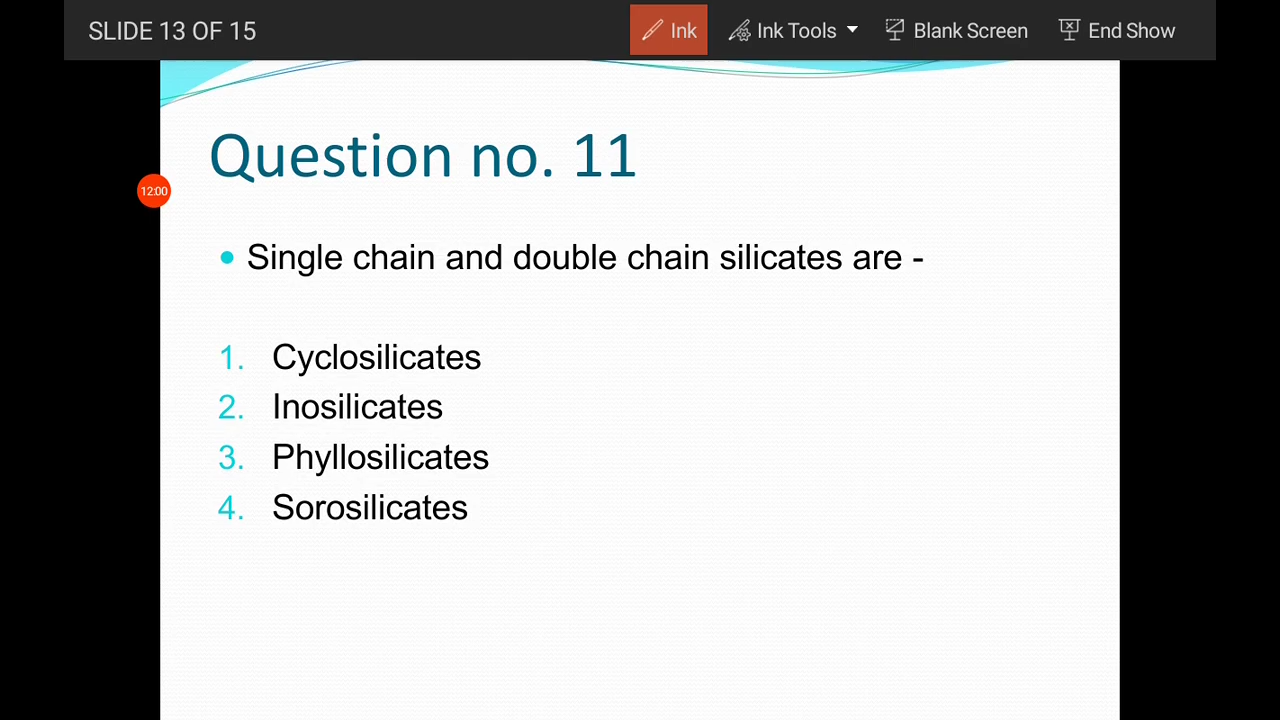 SLIDE 13 OF 15
Ink
Ink Tools
Blank Screen
End Show
Question no. 11
12:00
• Single chain and double chain silicates are -
1. Cyclosilicates
2. Inosilicates
3. Phyllosilicates
4. Sorosilicates